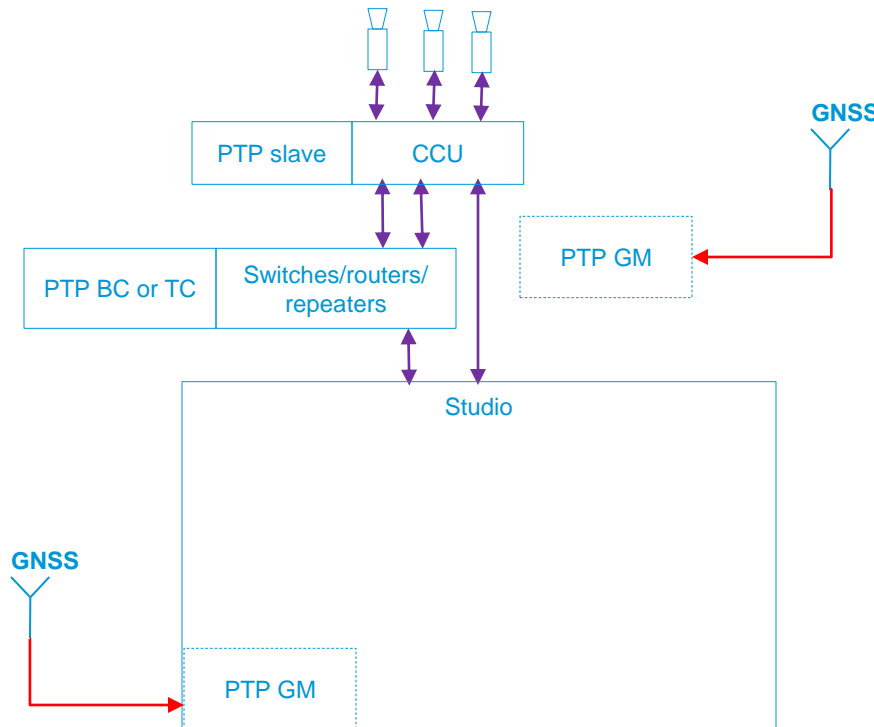 GNSS
PTP slave
CCU
PTP GM
PTP BC or TC
Switches/routers/
repeaters
Studio
GNSS
PTP GM